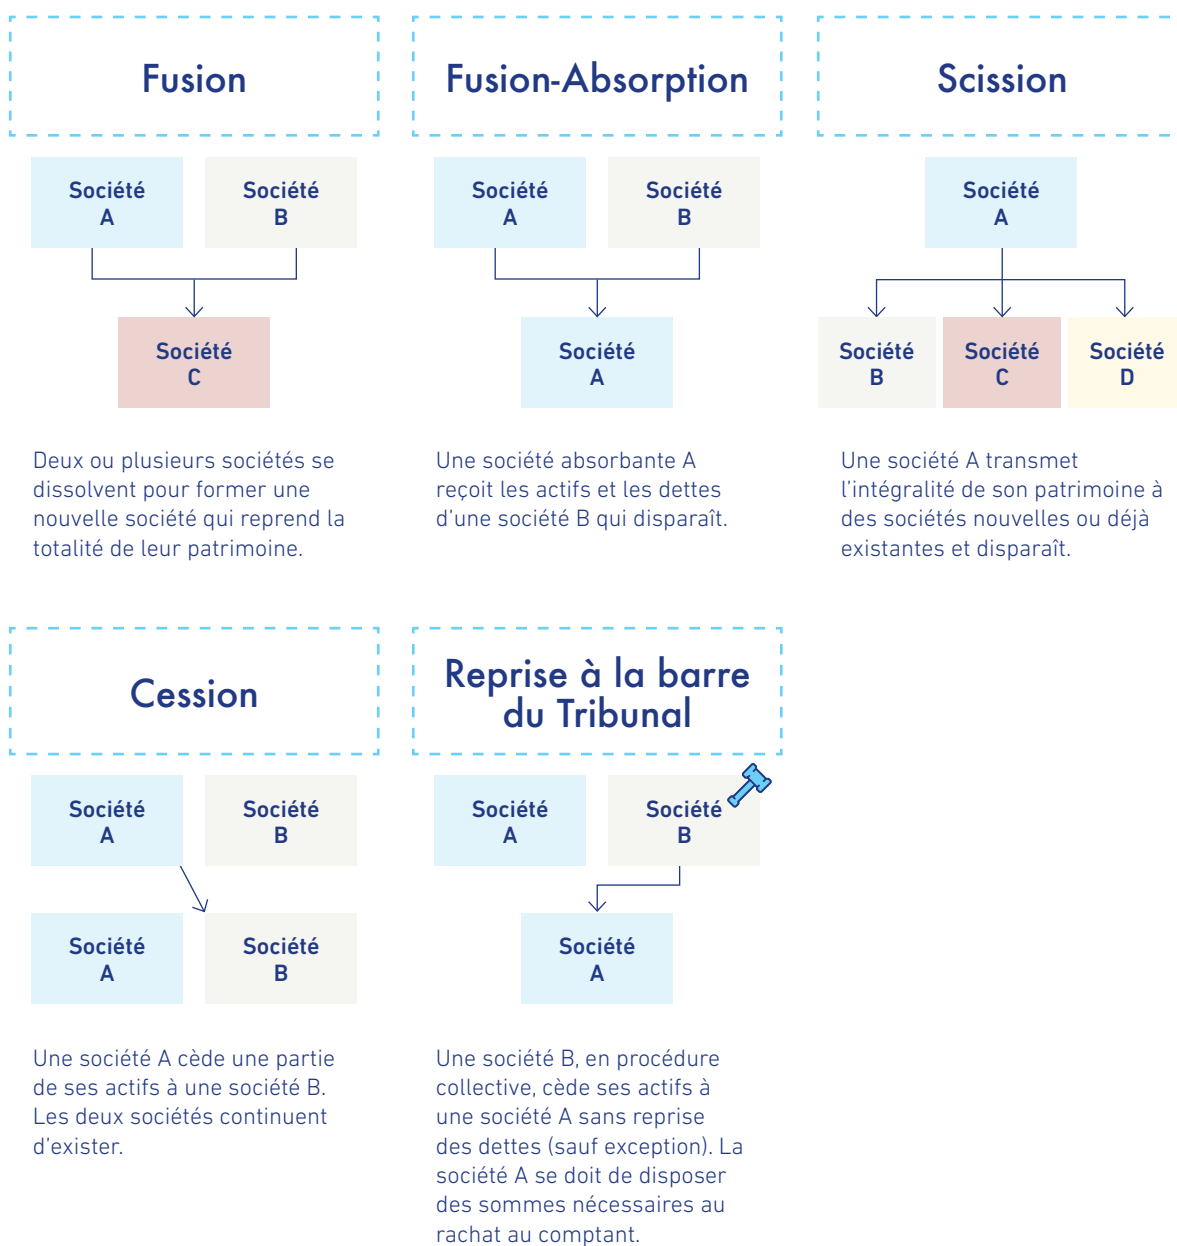 Fusion
Société
A
Société
B
Société
C
Deux ou plusieurs sociétés se
dissolvent pour former une
nouvelle société qui reprend la
totalité de leur patrimoine.
Fusion-Absorption
Société
A
Société
B
Société
A
Une société absorbante A
reçoit les actifs et les dettes
d’une société B qui disparaît.
Scission
Société
A
Société
B
Société
C
Société
D
Une société A transmet
l’intégralité de son patrimoine à
des sociétés nouvelles ou déjà
existantes et disparaît.
Cession
Société
A
Société
B
Société
A
Société
B
Une société A cède une partie
de ses actifs à une société B.
Les deux sociétés continuent
d’exister.
Reprise à la barre
du Tribunal
Société
A
Société
B
Société
A
Une société B, en procédure
collective, cède ses actifs à
une société A sans reprise
des dettes (sauf exception). La
société A se doit de disposer
des sommes nécessaires au
rachat au comptant.